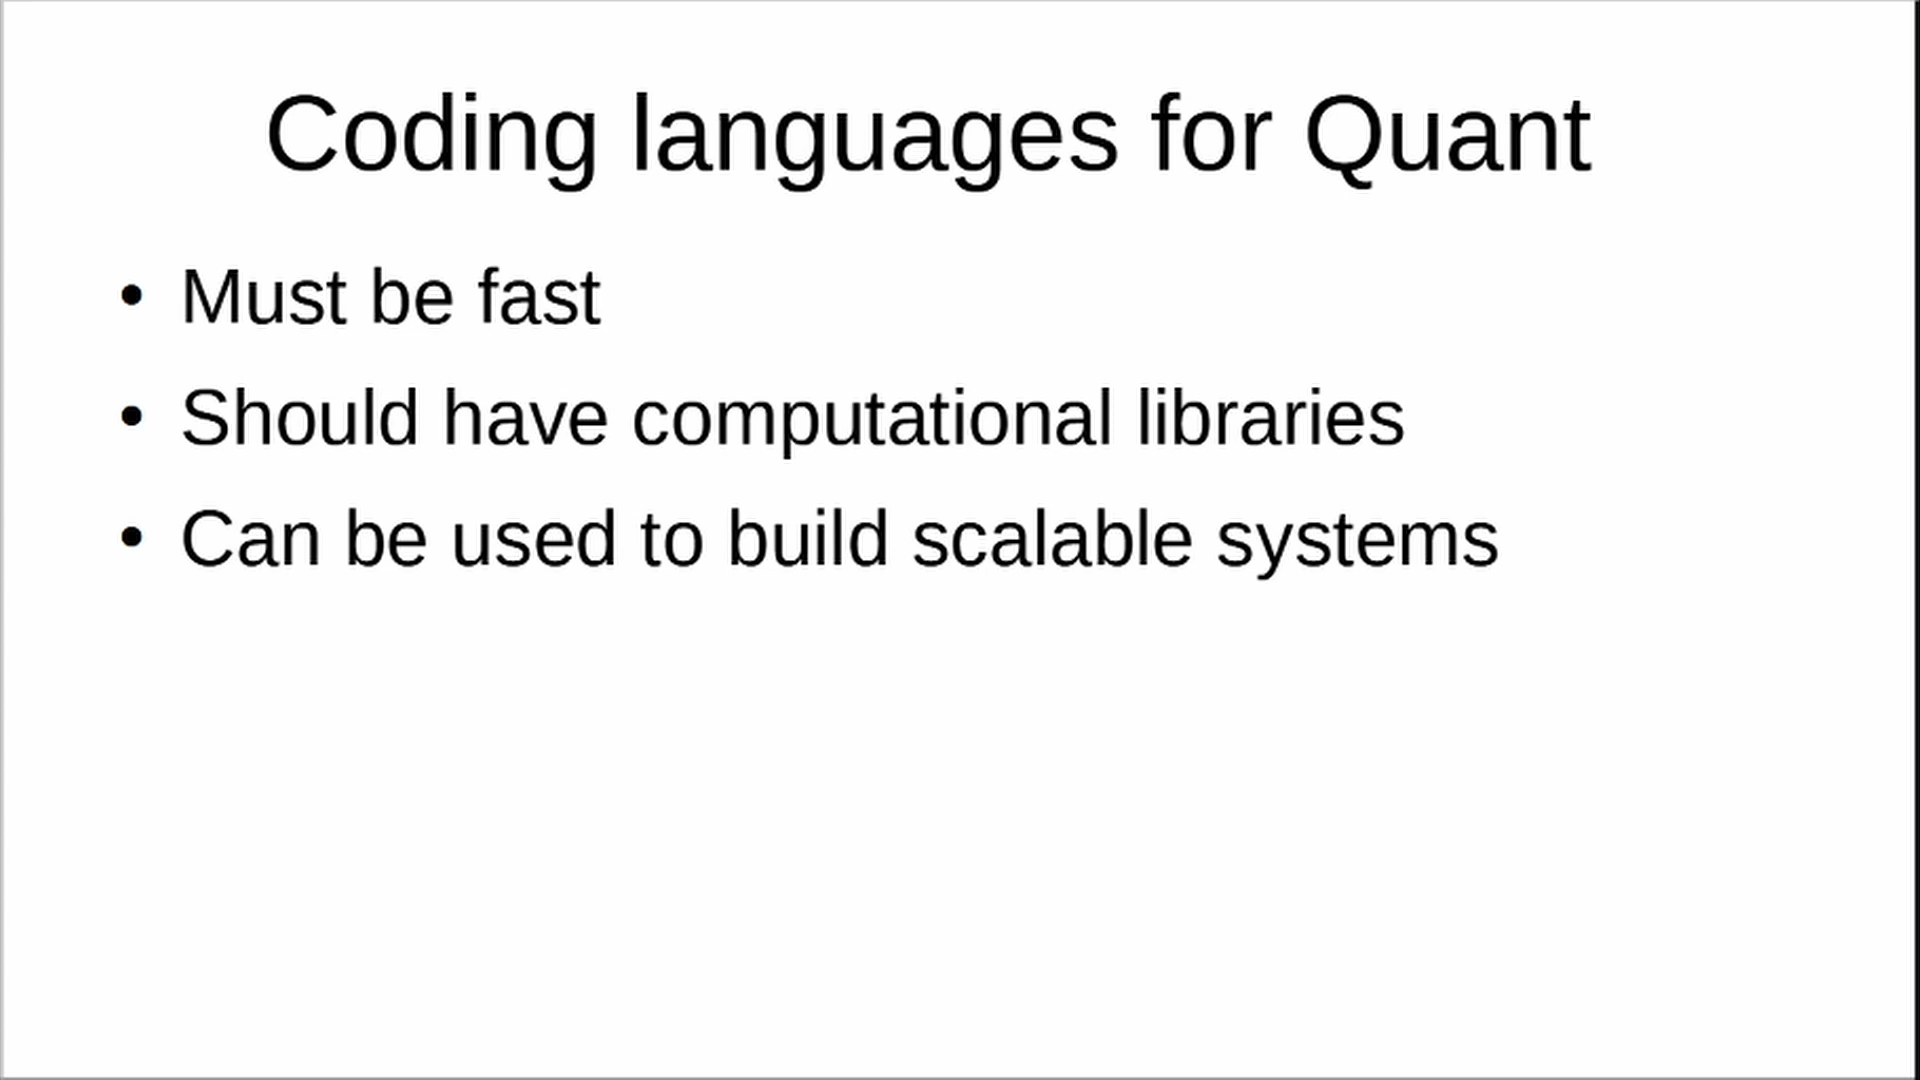 Coding languages for Quant
• Must be fast
• Should have computational libraries
• Can be used to build scalable systems